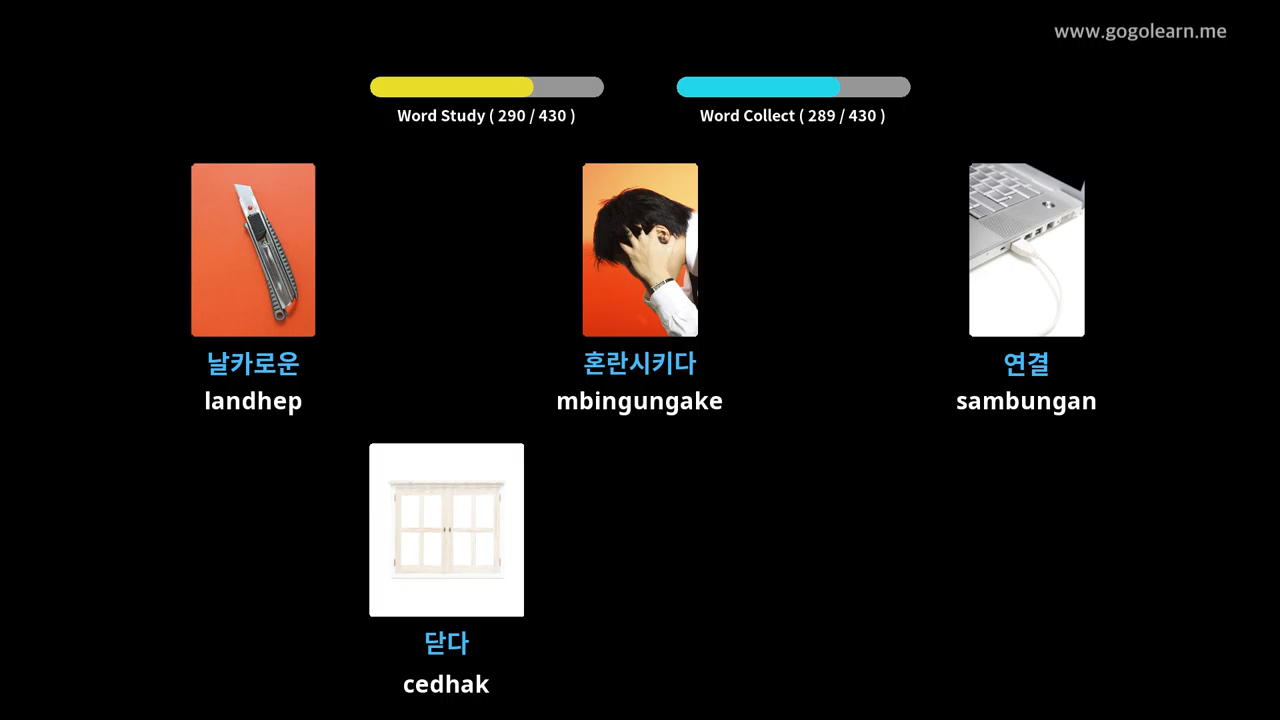 www.gogolearn.me
Word Study ( 290 / 430 )
Word Collect ( 289 / 430 )
날카로운
landhep
혼란시키다
mbingungake
연결
sambungan
닫다
cedhak